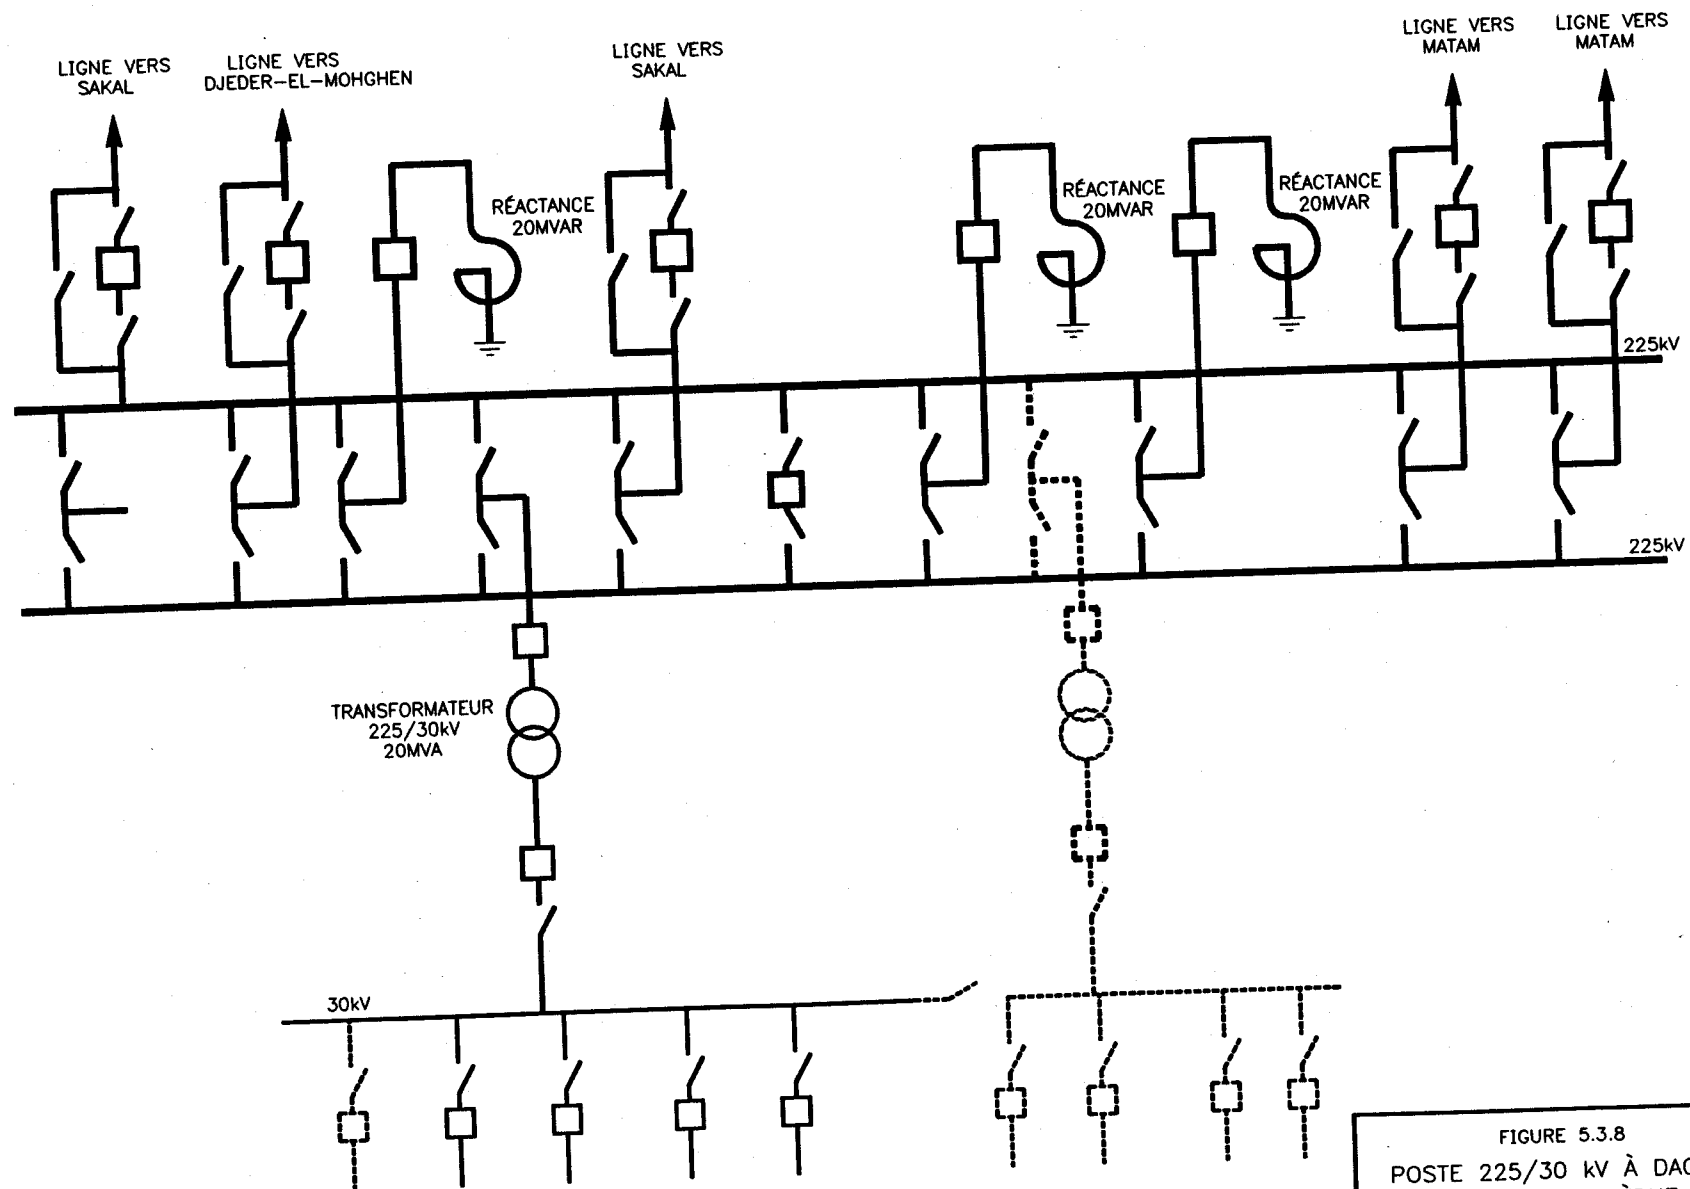 LIGNE VERS
SAKAL
LIGNE VERS
DJEDER-EL-MOHGHEN
LIGNE VERS
SAKAL
LIGNE VERS
MATAM
LIGNE VERS
MATAM
RÉACTANCE
20MVAR
RÉACTANCE
20MVAR
RÉACTANCE
20MVAR
225kV
225kV
TRANSFORMATEUR
225/30kV
20MVA
30kV
FIGURE 5.3.8
POSTE 225/30 kV À